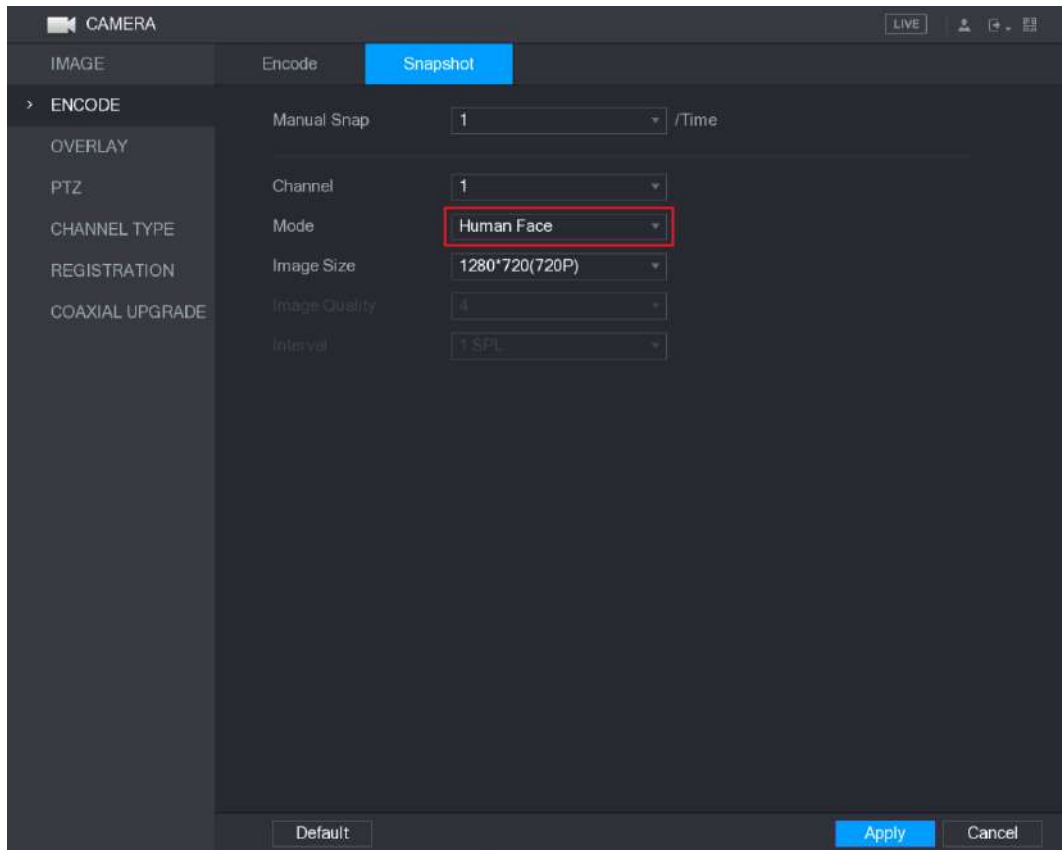 CAMERA
LIVE
IMAGE
Encode
Snapshot
ENCODE
Manual Snap
1
/Time
OVERLAY
PTZ
Channel
1
CHANNEL TYPE
Mode
Human Face
REGISTRATION
Image Size
1280*720(720P)
COAXIAL UPGRADE
Image Quality
4
Interval
1 SPL
Default
Apply
Cancel